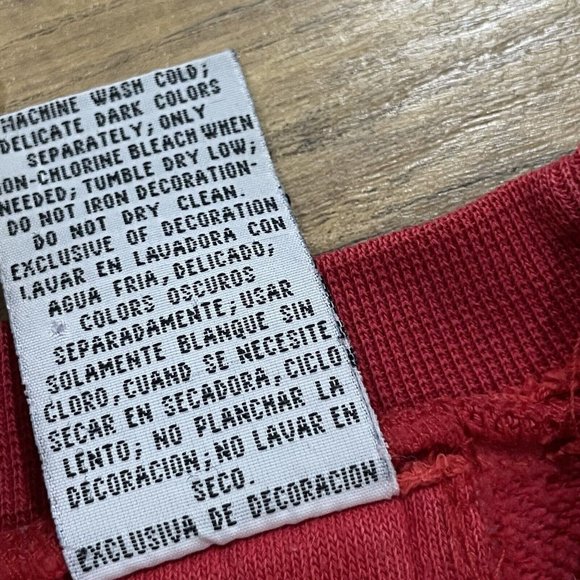 MACHINE WASH COLD;
DELICATE DARK COLORS
SEPARATELY; ONLY
NON-CHLORINE BLEACH WHEN
NEEDED; TUMBLE DRY LOW;
DO NOT IRON DECORATION-
DO NOT DRY CLEAN.
EXCLUSIVE OF DECORATION
LAVAR EN LAVADORA CON
AGUA FRIA, DELICADO;
COLORS OSCUROS
SEPARADAMENTE; USAR
SOLAMENTE BLANQUE SIN
CLORO, CUANDO SE NECESITE
SECAR EN SECADORA, CICLO
LENTO; NO PLANCHAR LA
DECORACION; NO LAVAR EN
SECO.
EXCLUSIVA DE DECORACION